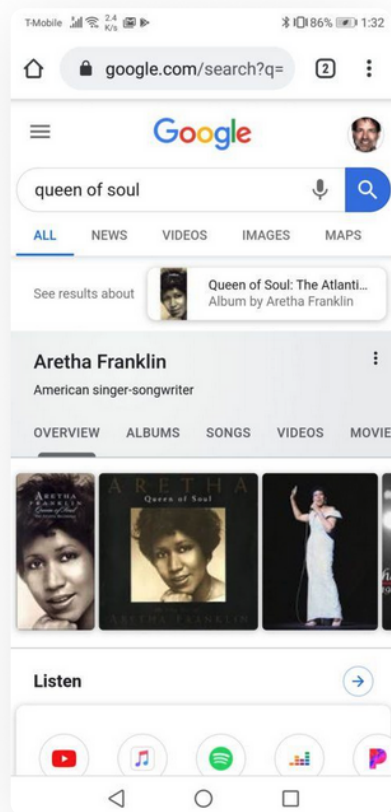 T-Mobile 2.4 K/s 86% 1:32
google.com/search?q= 2
Google
queen of soul
ALL NEWS VIDEOS IMAGES MAPS
See results about
Queen of Soul: The Atlanti...
Album by Aretha Franklin
Aretha Franklin
American singer-songwriter
OVERVIEW ALBUMS SONGS VIDEOS MOVIE
ARETHA
FRANKLIN
Queen of Soul
ARETHA
Queen of Soul
ARETHA FRANKLIN
Listen